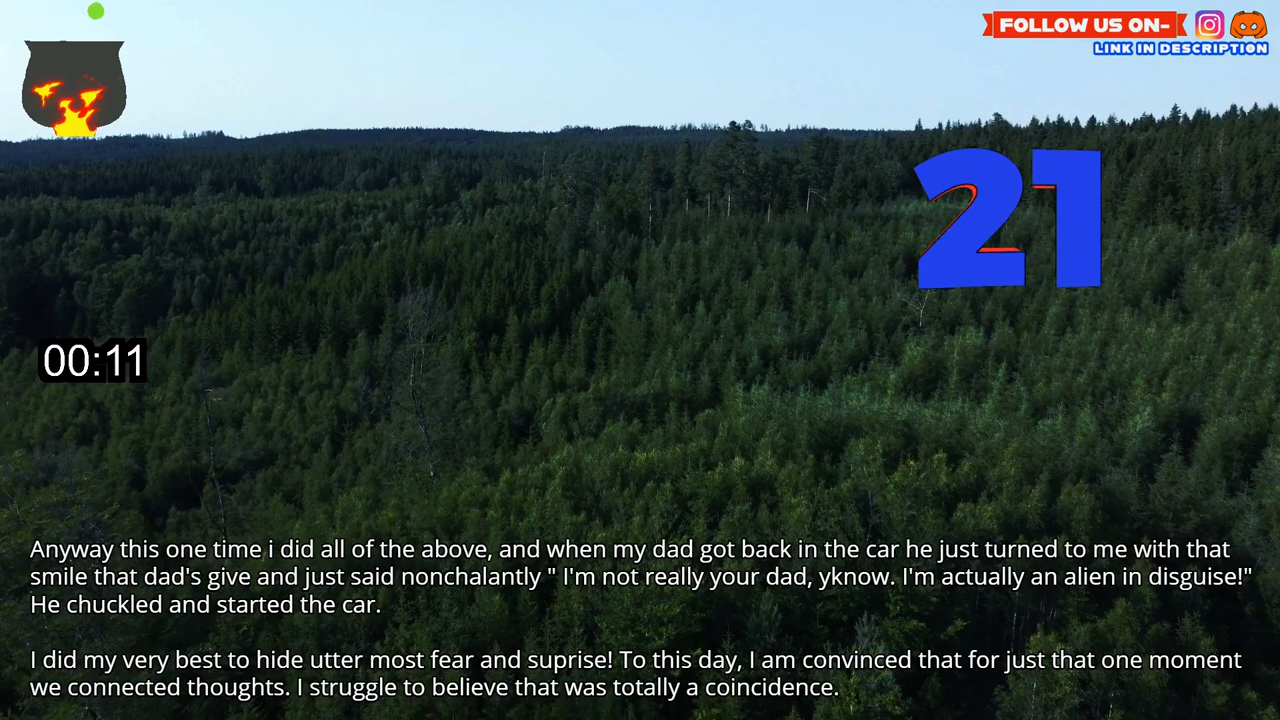 FOLLOW US ON-
LINK IN DESCRIPTION
21
00:11
Anyway this one time i did all of the above, and when my dad got back in the car he just turned to me with that
smile that dad's give and just said nonchalantly " I'm not really your dad, yknow. I'm actually an alien in disguise!"
He chuckled and started the car.
I did my very best to hide utter most fear and suprise! To this day, I am convinced that for just that one moment
we connected thoughts. I struggle to believe that was totally a coincidence.